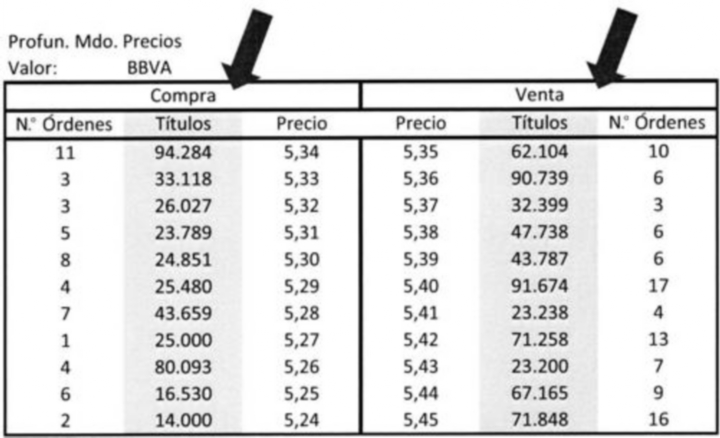 Profun. Mdo. Precios
Valor: BBVA
Compra Venta
N.° Órdenes Títulos Precio Precio Títulos N.° Órdenes
11 94.284 5,34 5,35 62.104 10
3 33.118 5,33 5,36 90.739 6
3 26.027 5,32 5,37 32.399 3
5 23.789 5,31 5,38 47.738 6
8 24.851 5,30 5,39 43.787 6
4 25.480 5,29 5,40 91.674 17
7 43.659 5,28 5,41 23.238 4
1 25.000 5,27 5,42 71.258 13
4 80.093 5,26 5,43 23.200 7
6 16.530 5,25 5,44 67.165 9
2 14.000 5,24 5,45 71.848 16